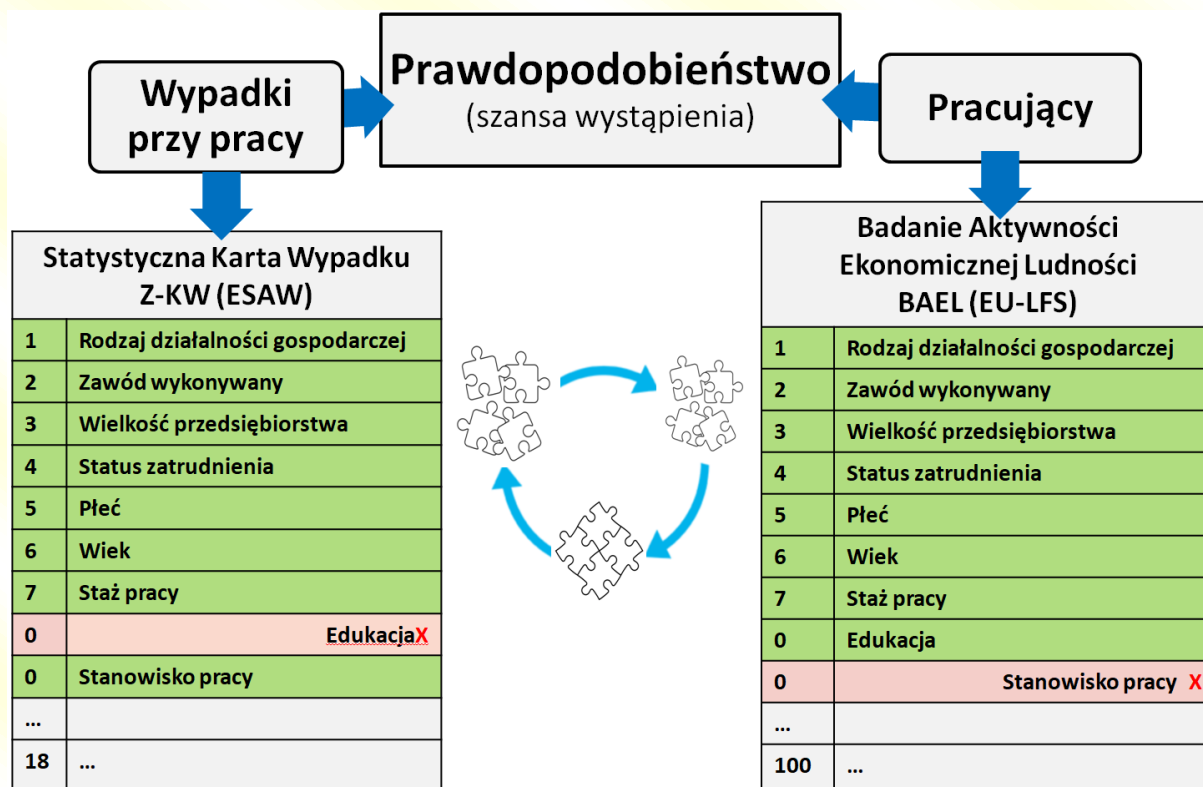 Prawdopodobieństwo
(szansa wystąpienia)
Wypadki
przy pracy
Pracujący
Statystyczna Karta Wypadku
Z-KW (ESAW)
1 Rodzaj działalności gospodarczej
2 Zawód wykonywany
3 Wielkość przedsiębiorstwa
4 Status zatrudnienia
5 Płeć
6 Wiek
7 Staż pracy
0 EdukacjaX
0 Stanowisko pracy
...
18 ...
Badanie Aktywności
Ekonomicznej Ludności
BAEL (EU-LFS)
1 Rodzaj działalności gospodarczej
2 Zawód wykonywany
3 Wielkość przedsiębiorstwa
4 Status zatrudnienia
5 Płeć
6 Wiek
7 Staż pracy
0 Edukacja
0 Stanowisko pracy X
...
100 ...